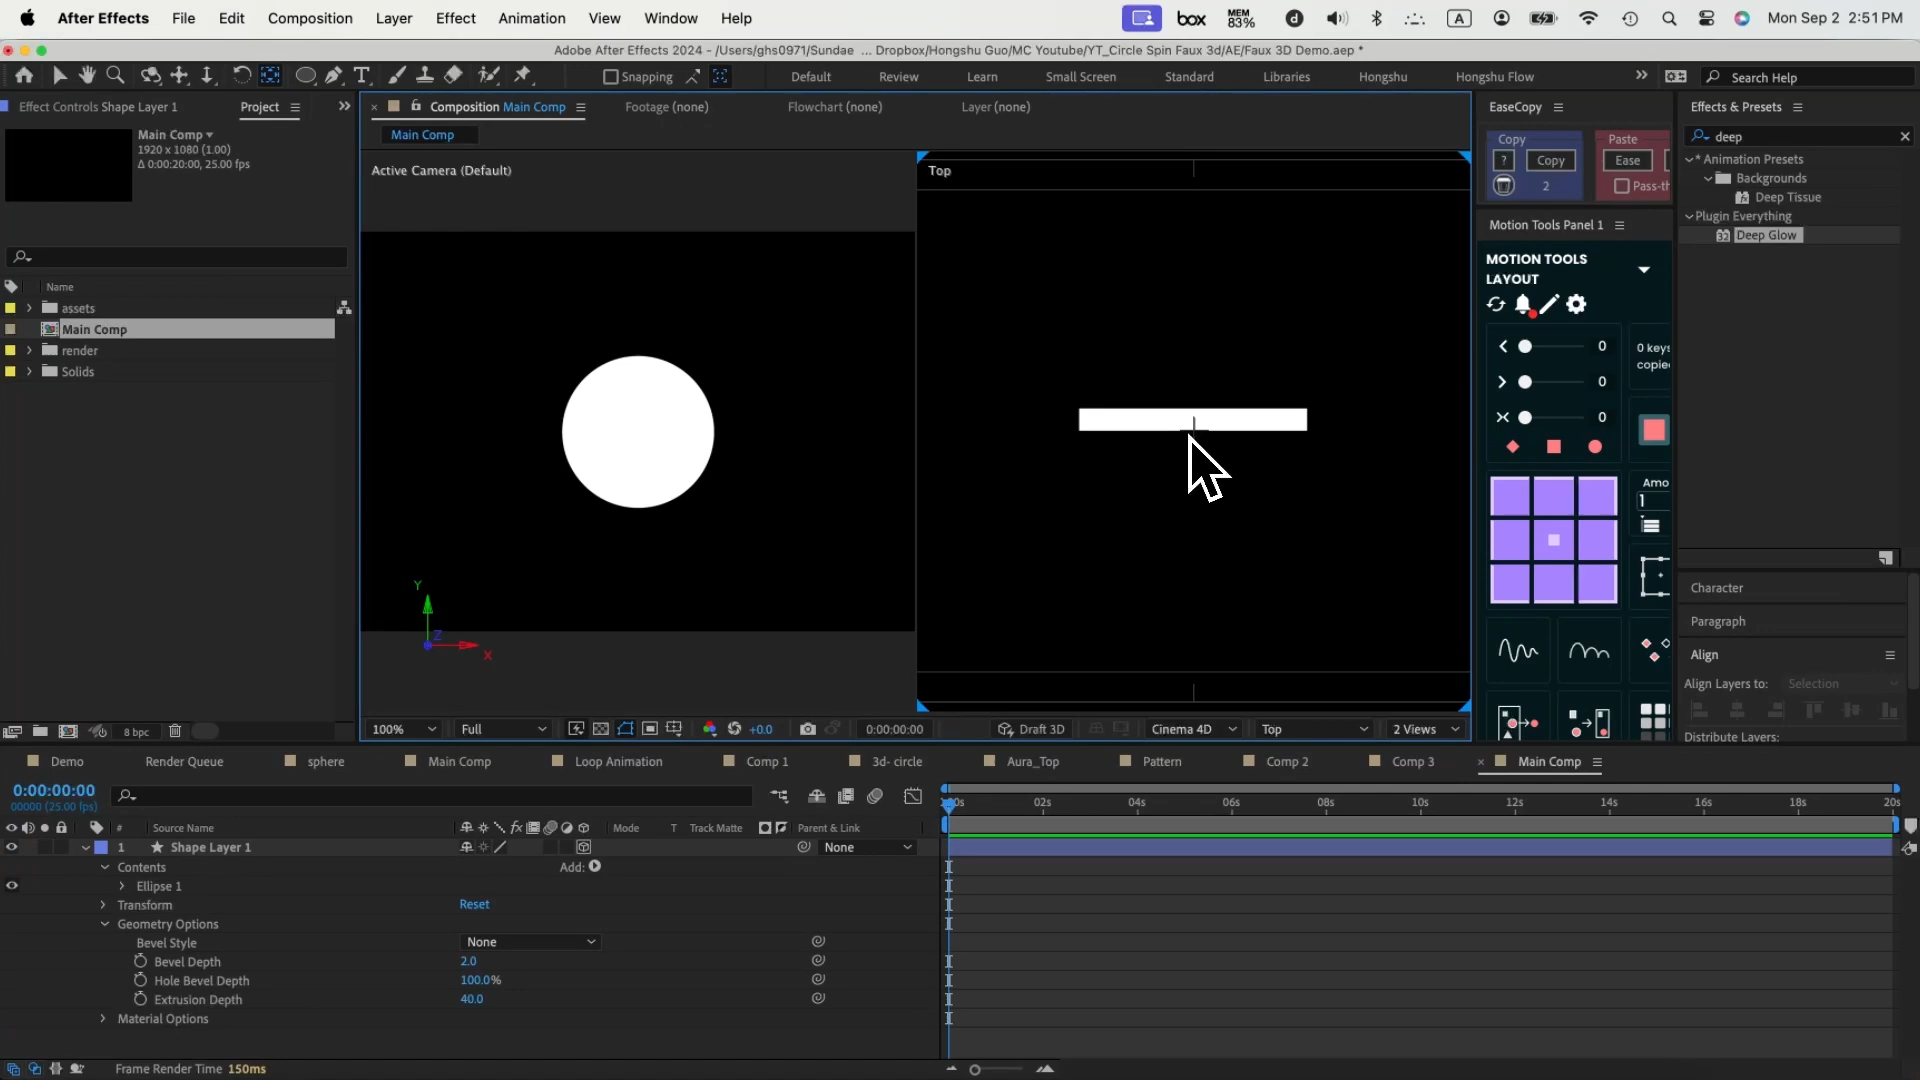 After Effects File Edit Composition Layer Effect Animation View Window Help box MEM 83% d A Mon Sep 2 2:51 PM
Adobe After Effects 2024 - /Users/ghs0971/Sundae ... Dropbox/Hongshu Guo/MC Youtube/YT_Circle Spin Faux 3d/AE/Faux 3D Demo.aep *
Snapping Default Review Learn Small Screen Standard Libraries Hongshu Hongshu Flow Search Help
Effect Controls Shape Layer 1 Project Composition Main Comp Footage (none) Flowchart (none) Layer (none) EaseCopy Effects & Presets
Main Comp
1920 x 1080 (1.00)
Δ 0:00:20:00, 25.00 fps)
Main Comp
Copy Paste
? Copy Ease
2 Pass-th
deep
* Animation Presets
Backgrounds
Deep Tissue
Plugin Everything
Deep Glow
Active Camera (Default) Top
Motion Tools Panel 1
MOTION TOOLS
LAYOUT
Name
assets
Main Comp
render
Solids
0
0
0
0 keys
copied
Amo
1
Y
Z
X
Character
Paragraph
Align
Align Layers to: Selection
Distribute Layers:
8 bpc 100% Full +0.0 0:00:00:00 Draft 3D Cinema 4D Top 2 Views
Demo Render Queue sphere Main Comp Loop Animation Comp 1 3d- circle Aura_Top Pattern Comp 2 Comp 3 Main Comp
0:00:00:00
00000 (25.00 fps)
02s 04s 06s 08s 10s 12s 14s 16s 18s 20s
# Source Name fx Mode T Track Matte Parent & Link
1 Shape Layer 1 None
Contents Add:
Ellipse 1
Transform Reset
Geometry Options
Bevel Style None
Bevel Depth 2.0
Hole Bevel Depth 100.0%
Extrusion Depth 40.0
Material Options
Frame Render Time 150ms